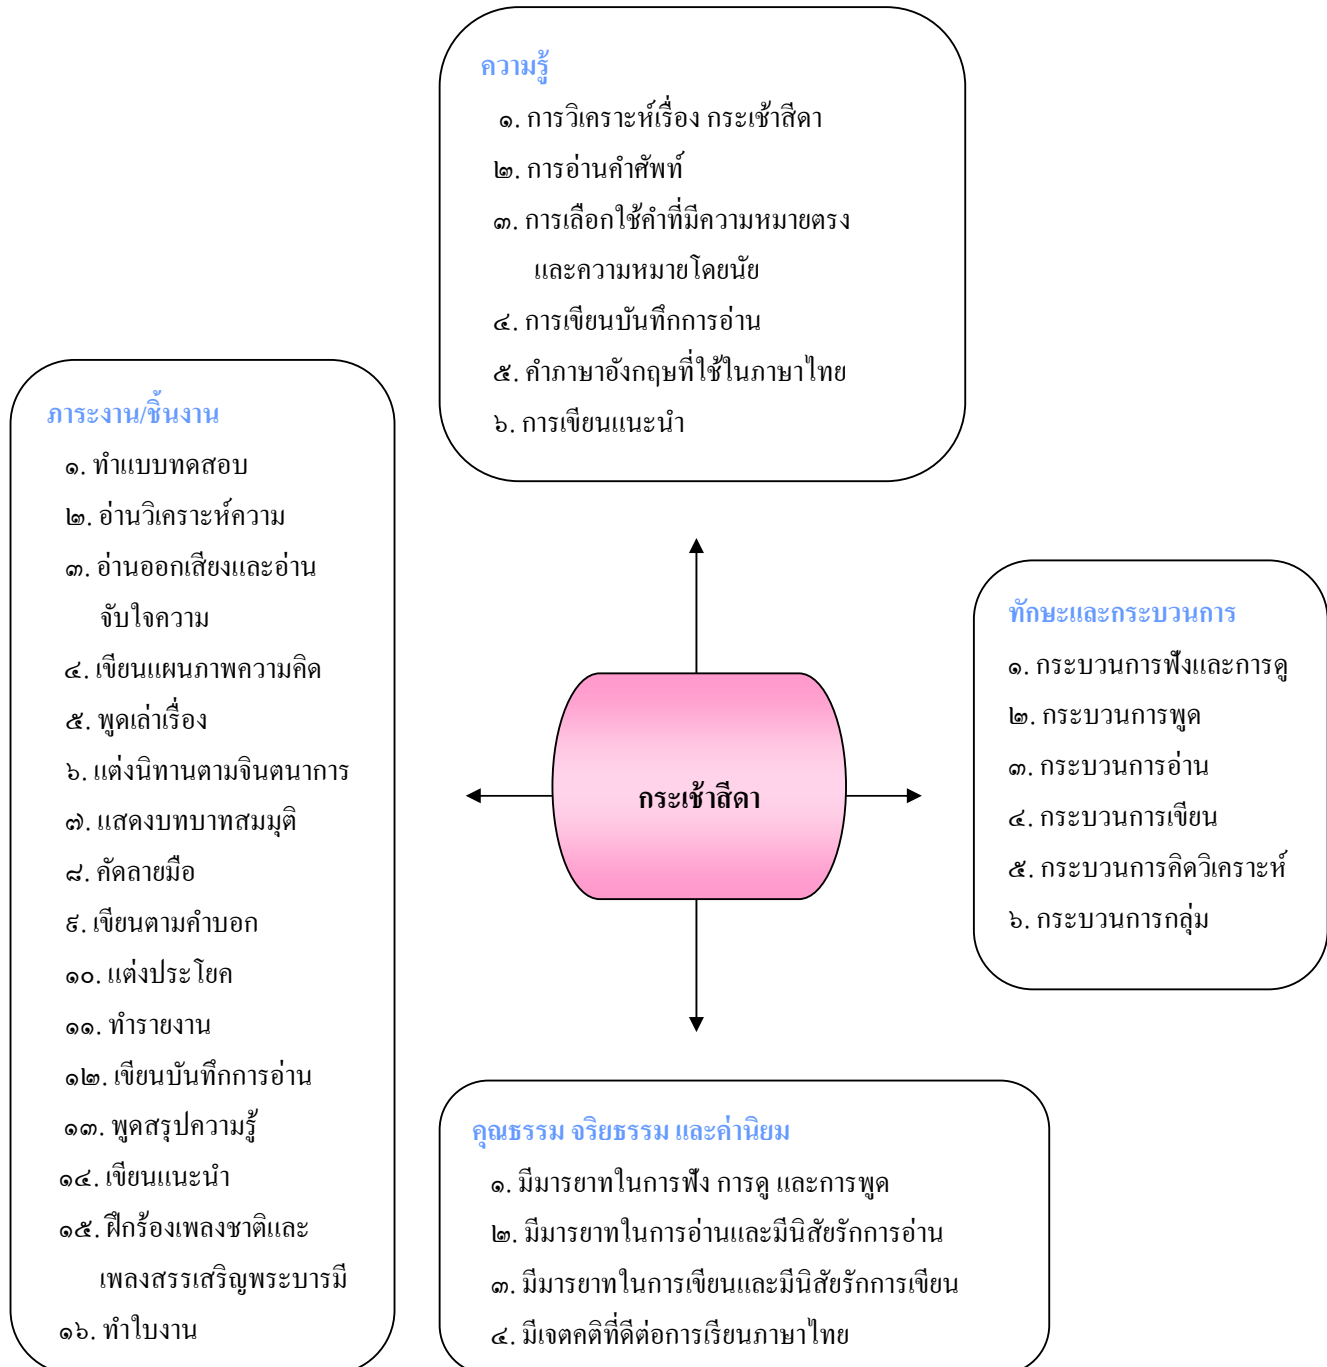 ความรู้
๑. การวิเคราะห์เรื่อง กระเช้าสีดา
๒. การอ่านคำศัพท์
๓. การเลือกใช้คำที่มีความหมายตรง
และความหมายโดยนัย
๔. การเขียนบันทึกการอ่าน
๕. คำภาษาอังกฤษที่ใช้ในภาษาไทย
๖. การเขียนแนะนำ
ภาระงาน/ชิ้นงาน
๑. ทำแบบทดสอบ
๒. อ่านวิเคราะห์ความ
๓. อ่านออกเสียงและอ่าน
จับใจความ
๔. เขียนแผนภาพความคิด
๕. พูดเล่าเรื่อง
๖. แต่งนิทานตามจินตนาการ
๗. แสดงบทบาทสมมุติ
๘. คัดลายมือ
๙. เขียนตามคำบอก
๑๐. แต่งประโยค
๑๑. ทำรายงาน
๑๒. เขียนบันทึกการอ่าน
๑๓. พูดสรุปความรู้
๑๔. เขียนแนะนำ
๑๕. ฝึกร้องเพลงชาติและ
เพลงสรรเสริญพระบารมี
๑๖. ทำใบงาน
กระเช้าสีดา
ทักษะและกระบวนการ
๑. กระบวนการฟังและการดู
๒. กระบวนการพูด
๓. กระบวนการอ่าน
๔. กระบวนการเขียน
๕. กระบวนการคิดวิเคราะห์
๖. กระบวนการกลุ่ม
คุณธรรม จริยธรรม และค่านิยม
๑. มีมารยาทในการฟัง การดู และการพูด
๒. มีมารยาทในการอ่านและมีนิสัยรักการอ่าน
๓. มีมารยาทในการเขียนและมีนิสัยรักการเขียน
๔. มีเจตคติที่ดีต่อการเรียนภาษาไทย